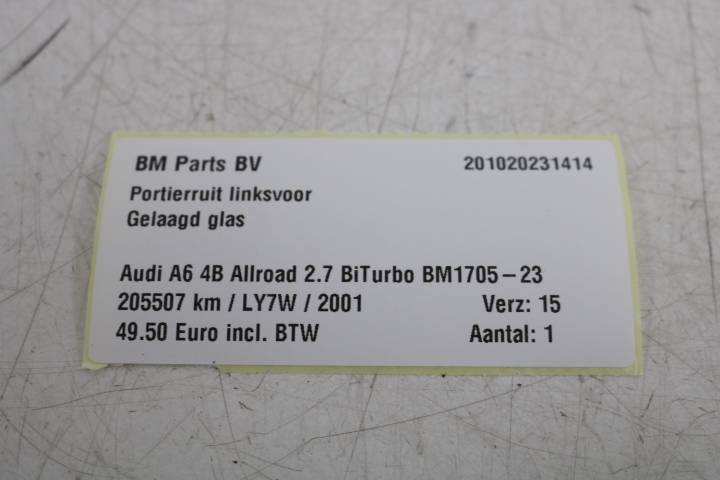 BM Parts BV 201020231414
Portierruit linksvoor
Gelaagd glas
Audi A6 4B Allroad 2.7 BiTurbo BM1705-23
205507 km / LY7W / 2001 Verz: 15
49.50 Euro incl. BTW Aantal: 1